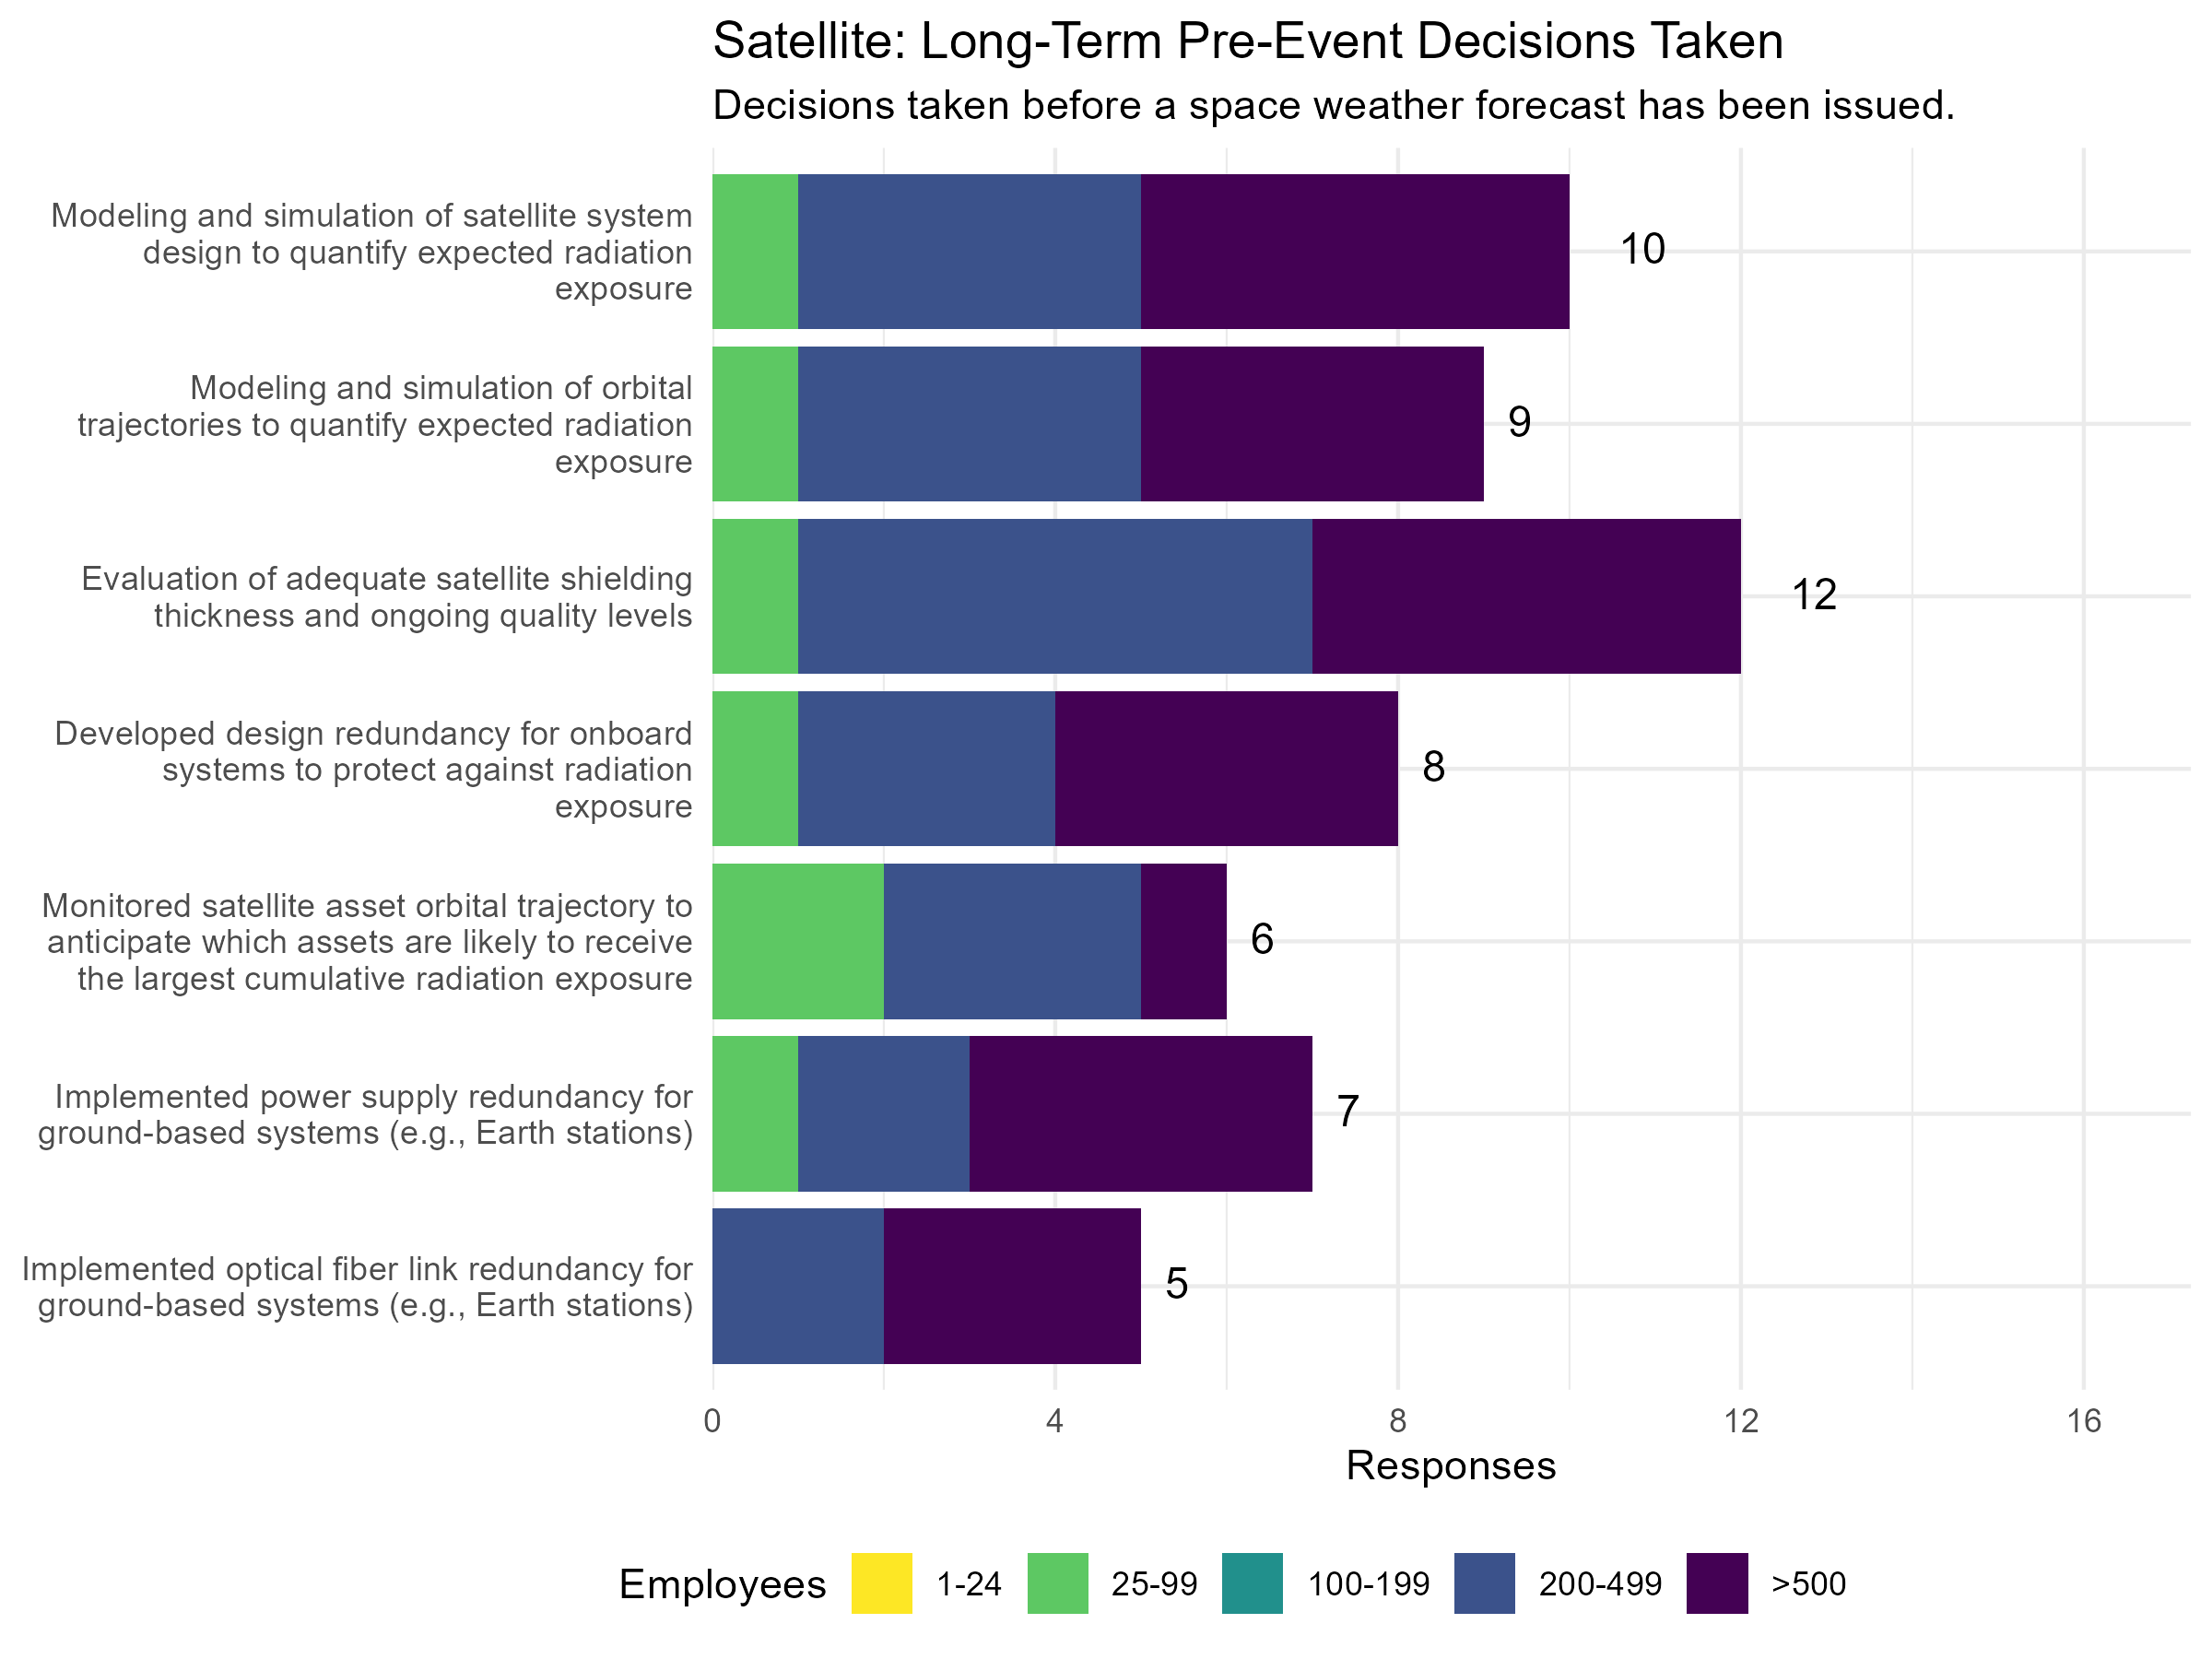 Satellite: Long-Term Pre-Event Decisions Taken
Decisions taken before a space weather forecast has been issued.
Modeling and simulation of satellite system
design to quantify expected radiation
exposure
10
Modeling and simulation of orbital
trajectories to quantify expected radiation
exposure
9
Evaluation of adequate satellite shielding
thickness and ongoing quality levels
12
Developed design redundancy for onboard
systems to protect against radiation
exposure
8
Monitored satellite asset orbital trajectory to
anticipate which assets are likely to receive
the largest cumulative radiation exposure
6
Implemented power supply redundancy for
ground-based systems (e.g., Earth stations)
7
Implemented optical fiber link redundancy for
ground-based systems (e.g., Earth stations)
5
0 4 8 12 16
Responses
Employees 1-24 25-99 100-199 200-499 >500